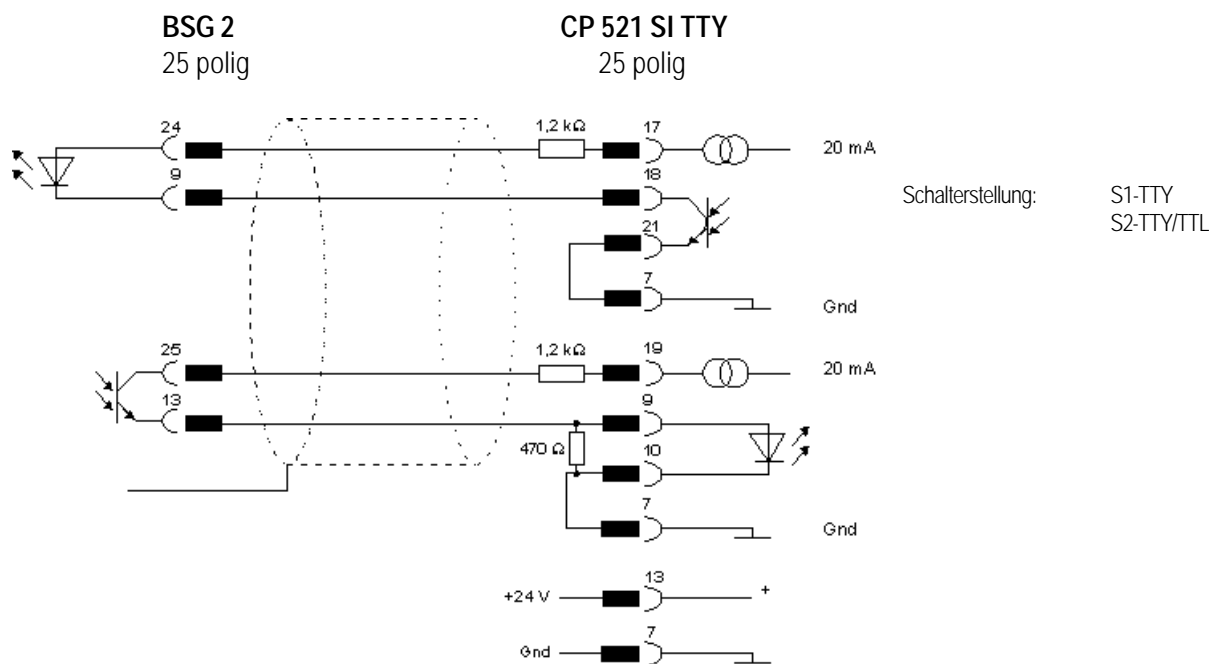 BSG 2 CP 521 SI TTY
25 polig 25 polig
24 1,2 kΩ 17
20 mA
9 18
Schalterstellung: S1-TTY
S2-TTY/TTL
21
7
Gnd
25 1,2 kΩ 19
20 mA
13 9
470 Ω 10
7
Gnd
13
+24 V +
7
Gnd